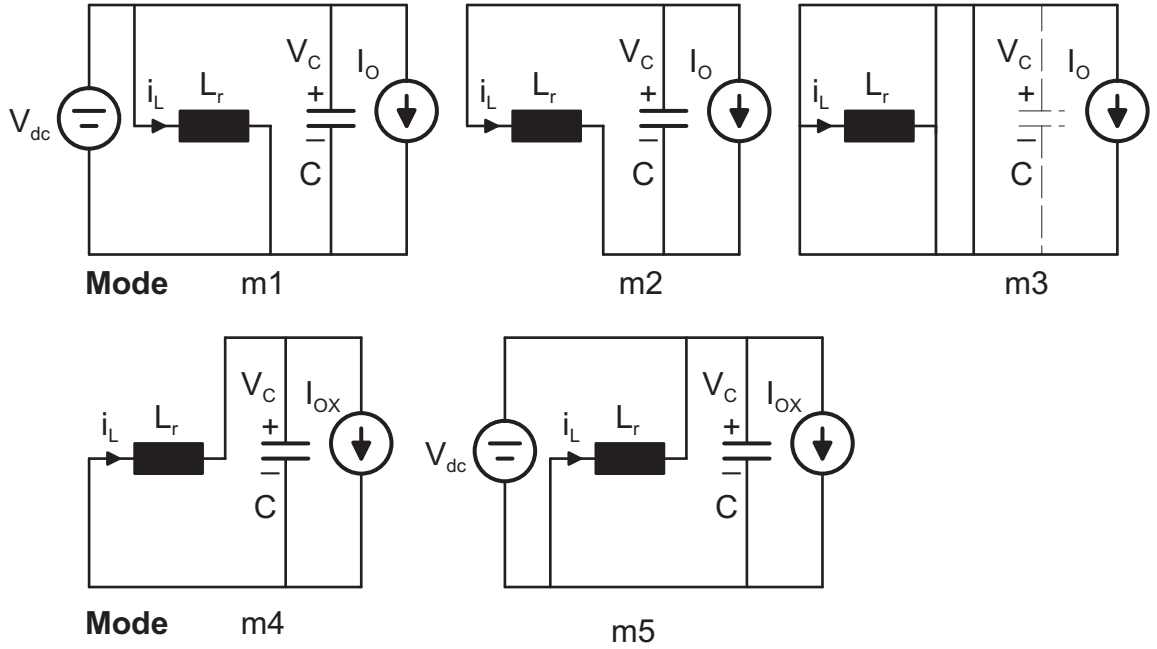 V_C I_O V_C I_O V_C I_O
i_L L_r + i_L L_r + i_L L_r +
V_dc
− − −
C C C
Mode m1 m2 m3
V_C I_OX V_C I_OX
i_L L_r + i_L L_r +
V_dc
− −
C C
Mode m4 m5